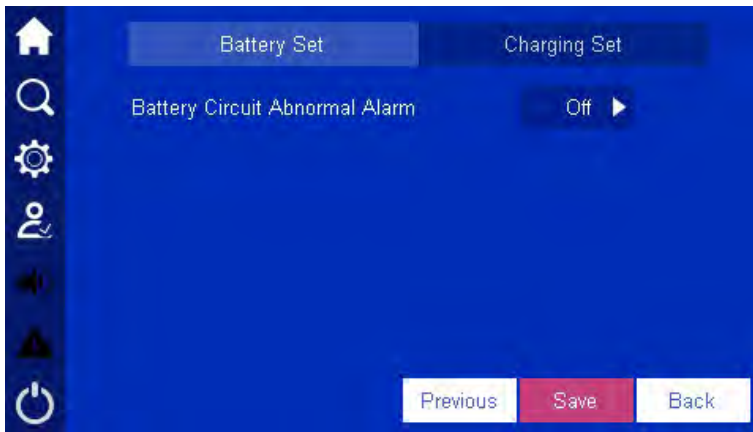 Battery Set Charging Set
Battery Circuit Abnormal Alarm Off
Previous Save Back